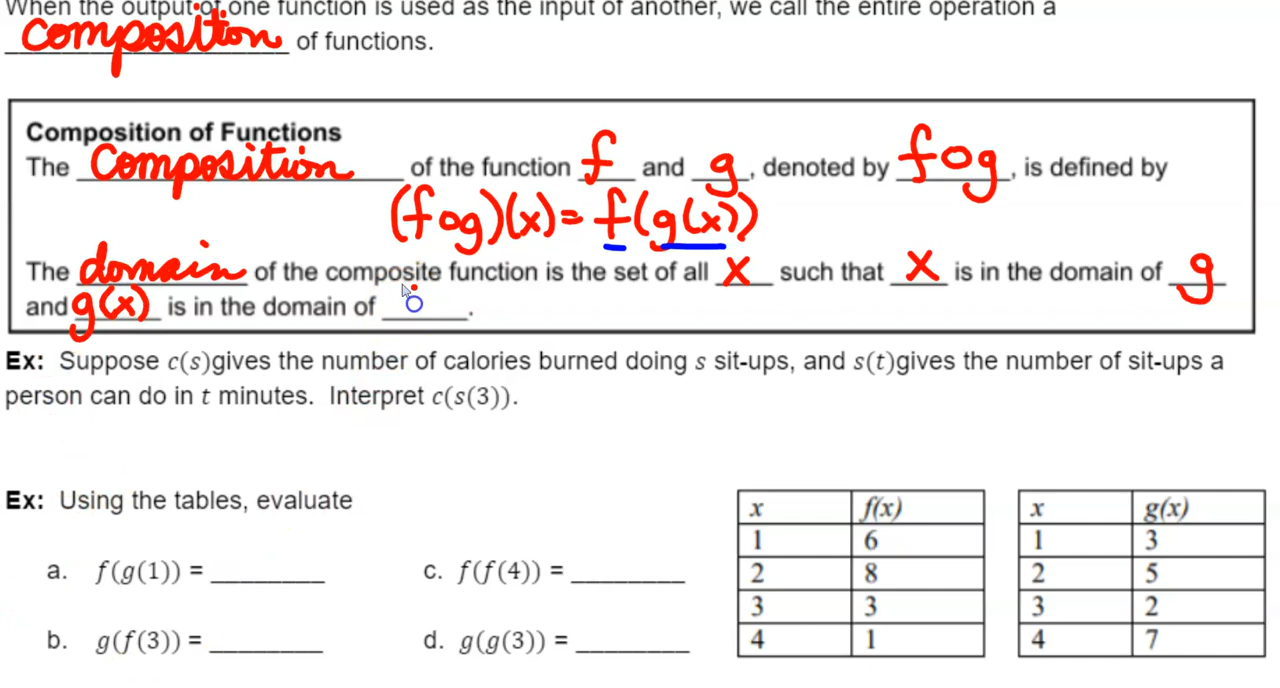 When the output of one function is used as the input of another, we call the entire operation a
composition of functions.
Composition of Functions
The composition of the function f and g, denoted by fog, is defined by
(fog)(x)= f(g(x))
The domain of the composite function is the set of all x such that x is in the domain of g
and g(x) is in the domain of ______.
Ex: Suppose c(s)gives the number of calories burned doing s sit-ups, and s(t)gives the number of sit-ups a
person can do in t minutes. Interpret c(s(3)).
Ex: Using the tables, evaluate
a. f(g(1)) = ________
c. f(f(4)) = ________
b. g(f(3)) = ________
d. g(g(3)) = ________
x f(x)
1 6
2 8
3 3
4 1
x g(x)
1 3
2 5
3 2
4 7